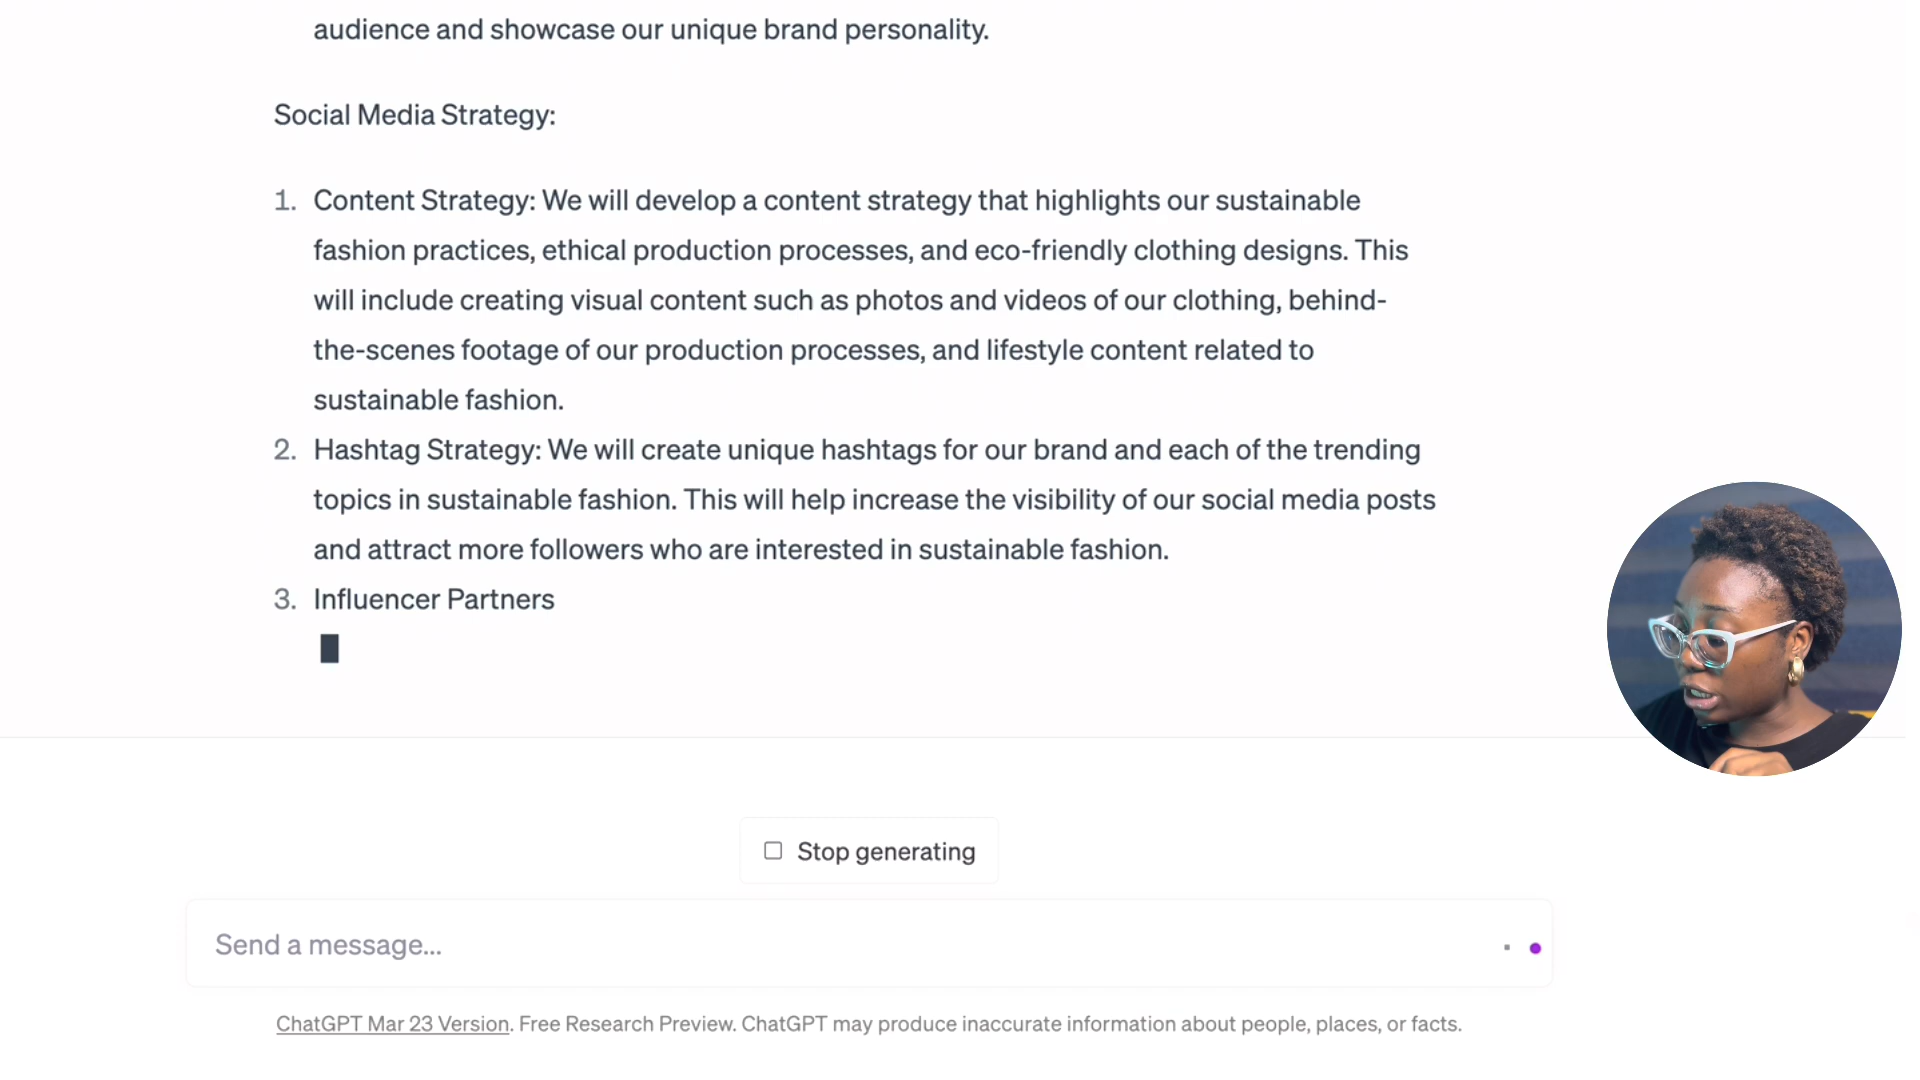 audience and showcase our unique brand personality.
Social Media Strategy:
1. Content Strategy: We will develop a content strategy that highlights our sustainable
fashion practices, ethical production processes, and eco-friendly clothing designs. This
will include creating visual content such as photos and videos of our clothing, behind-
the-scenes footage of our production processes, and lifestyle content related to
sustainable fashion.
2. Hashtag Strategy: We will create unique hashtags for our brand and each of the trending
topics in sustainable fashion. This will help increase the visibility of our social media posts
and attract more followers who are interested in sustainable fashion.
3. Influencer Partners
Stop generating
Send a message...
ChatGPT Mar 23 Version. Free Research Preview. ChatGPT may produce inaccurate information about people, places, or facts.